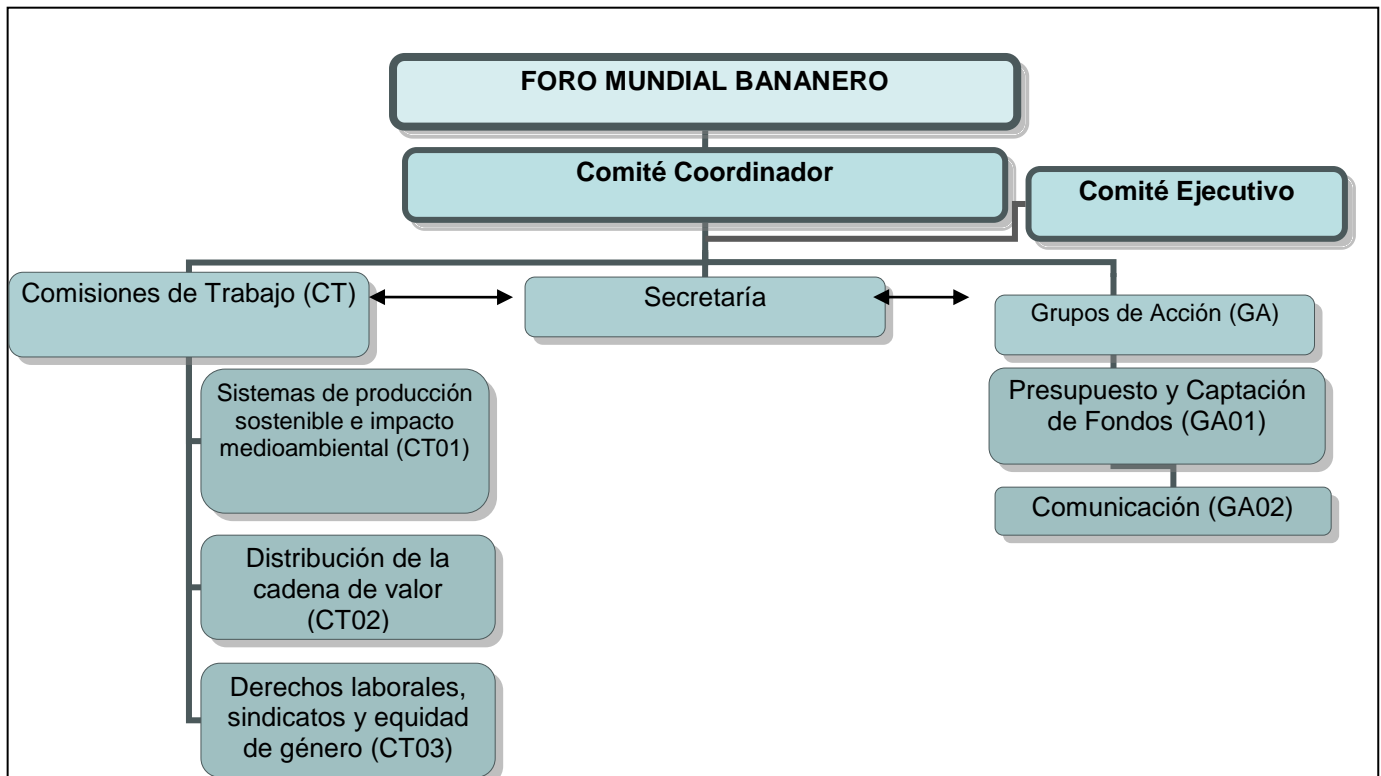 FORO MUNDIAL BANANERO
Comité Coordinador
Comité Ejecutivo
Comisiones de Trabajo (CT)
Secretaría
Grupos de Acción (GA)
Sistemas de producción
sostenible e impacto
medioambiental (CT01)
Distribución de la
cadena de valor
(CT02)
Derechos laborales,
sindicatos y equidad
de género (CT03)
Presupuesto y Captación
de Fondos (GA01)
Comunicación (GA02)